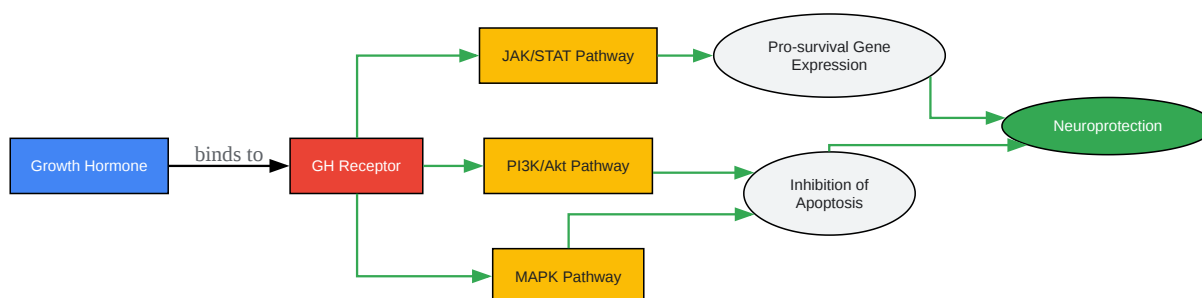 JAK/STAT Pathway
Pro-survival Gene
Expression
Growth Hormone
binds to
GH Receptor
PI3K/Akt Pathway
Inhibition of
Apoptosis
Neuroprotection
MAPK Pathway